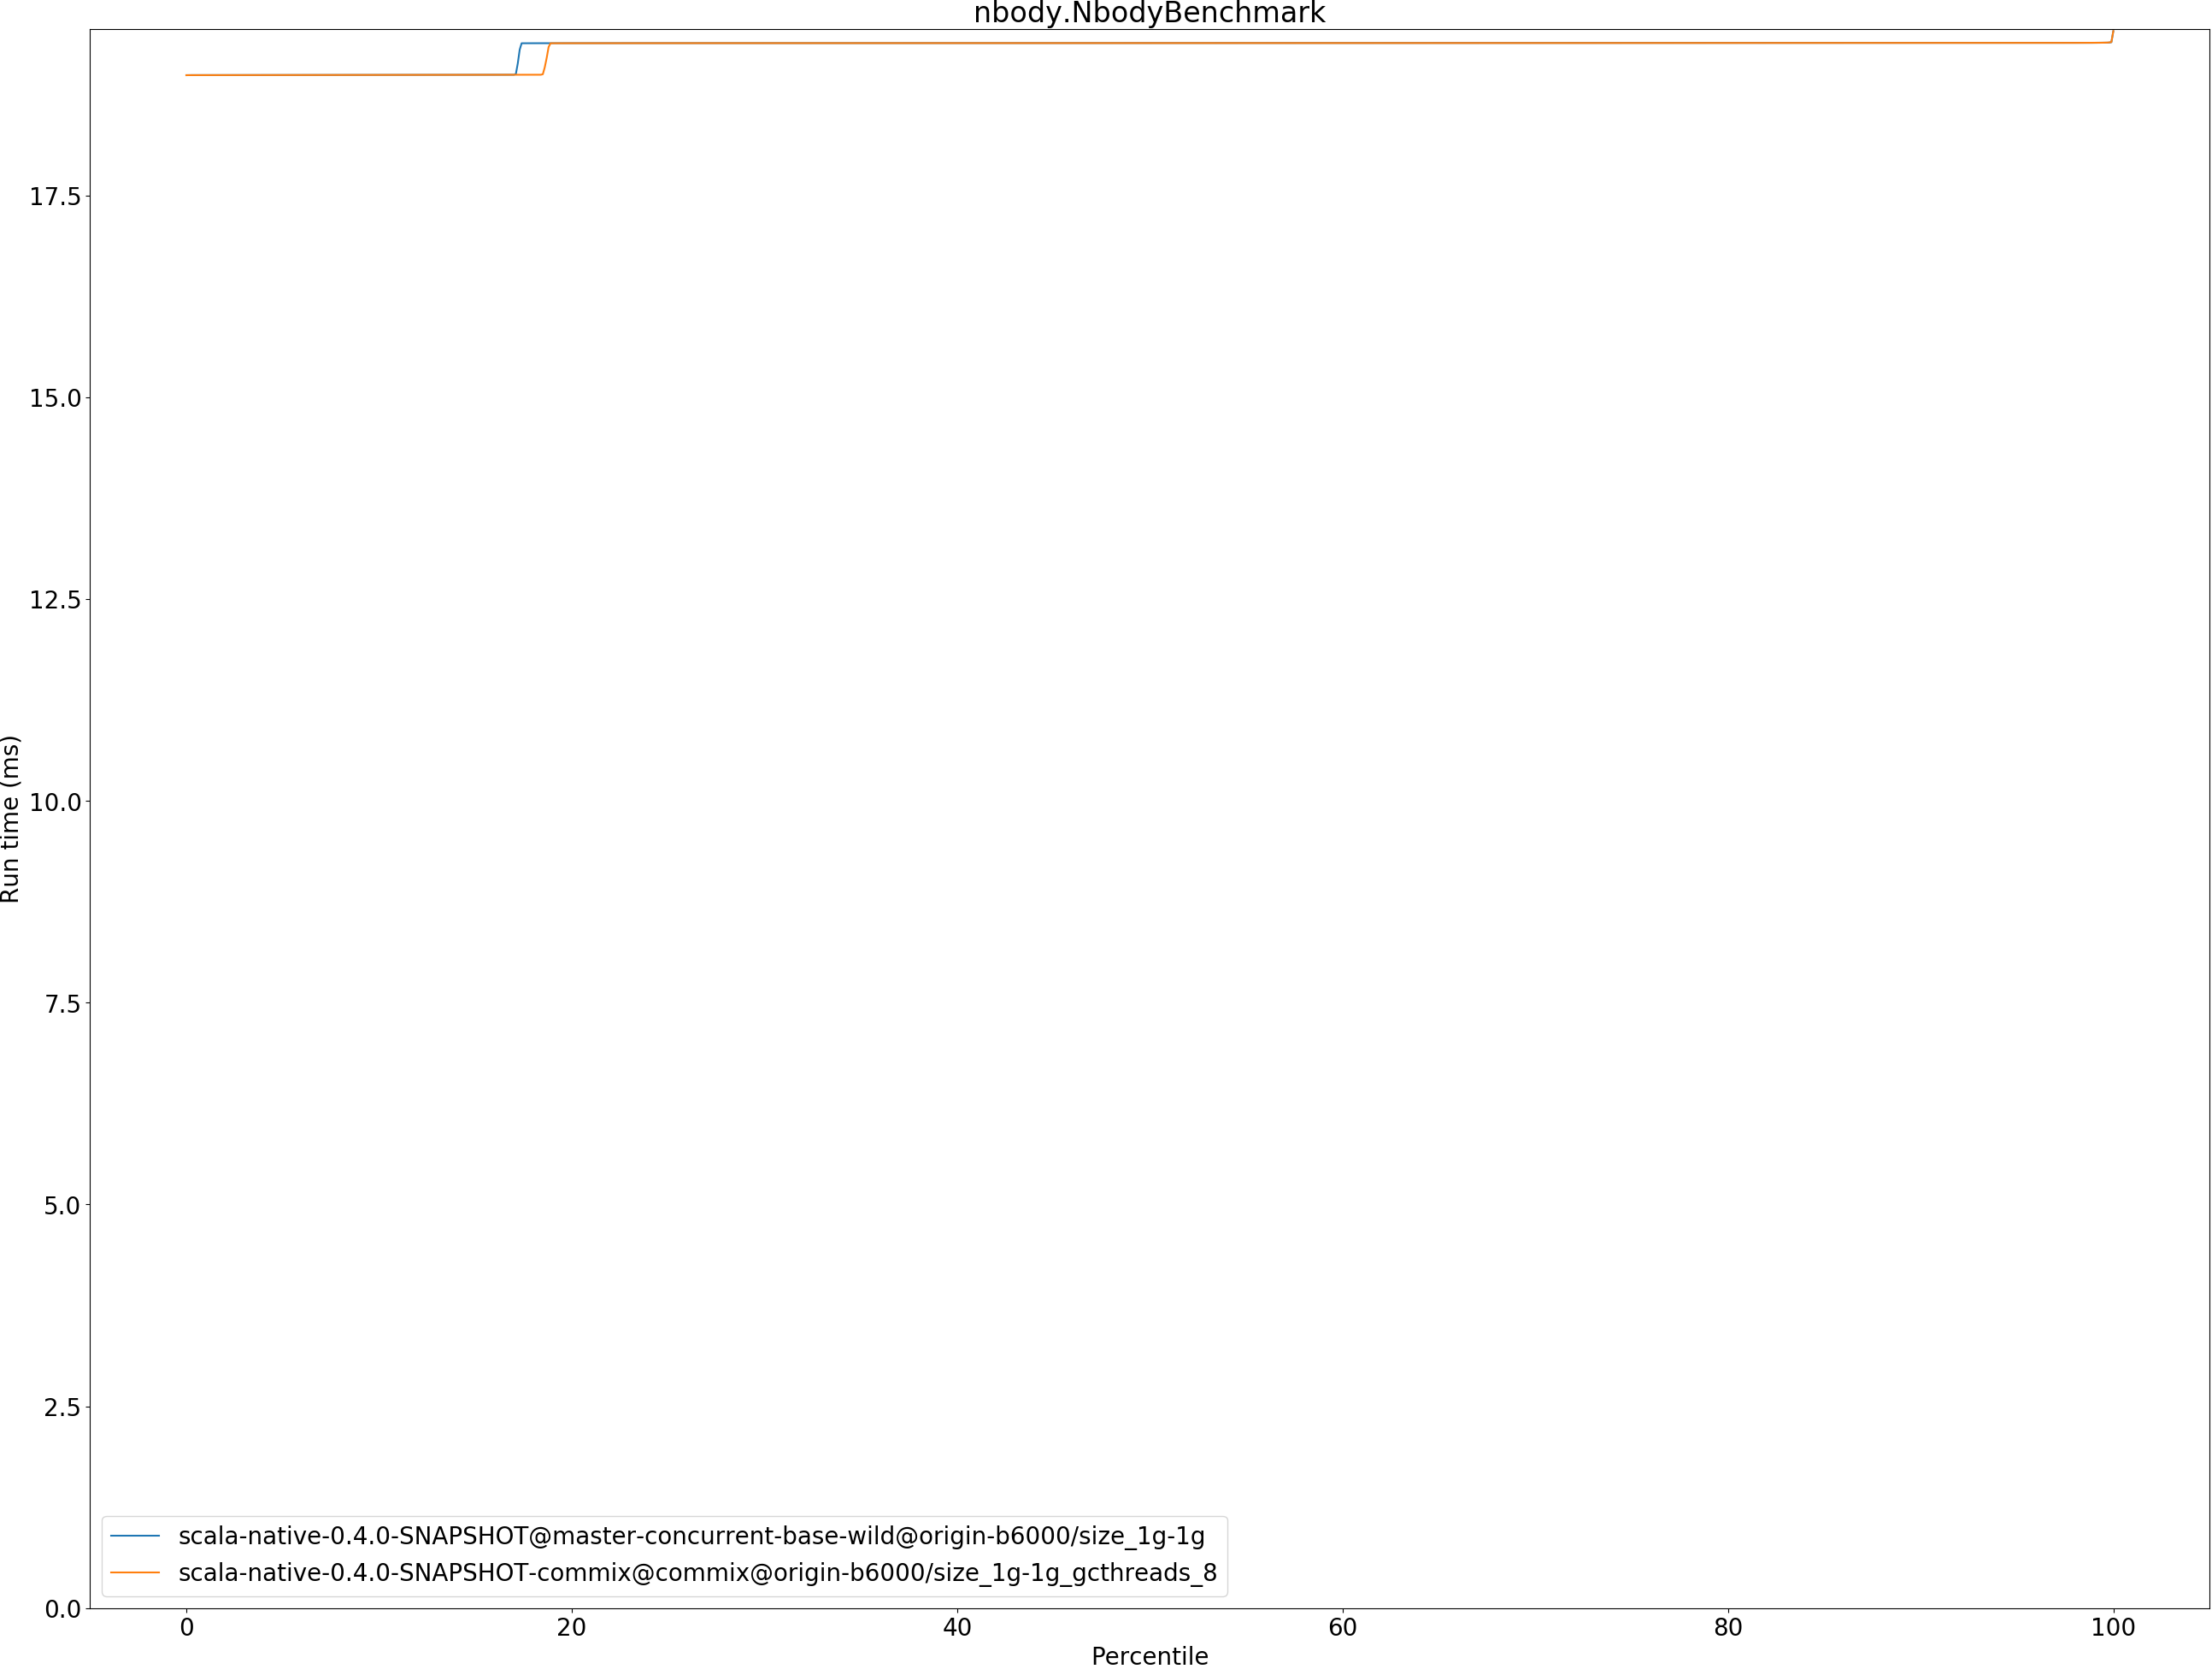 nbody.NbodyBenchmark
Run time (ms)
17.5
15.0
12.5
10.0
7.5
5.0
2.5
0.0
scala-native-0.4.0-SNAPSHOT@master-concurrent-base-wild@origin-b6000/size_1g-1g
scala-native-0.4.0-SNAPSHOT-commix@commix@origin-b6000/size_1g-1g_gcthreads_8
0 20 40 60 80 100
Percentile